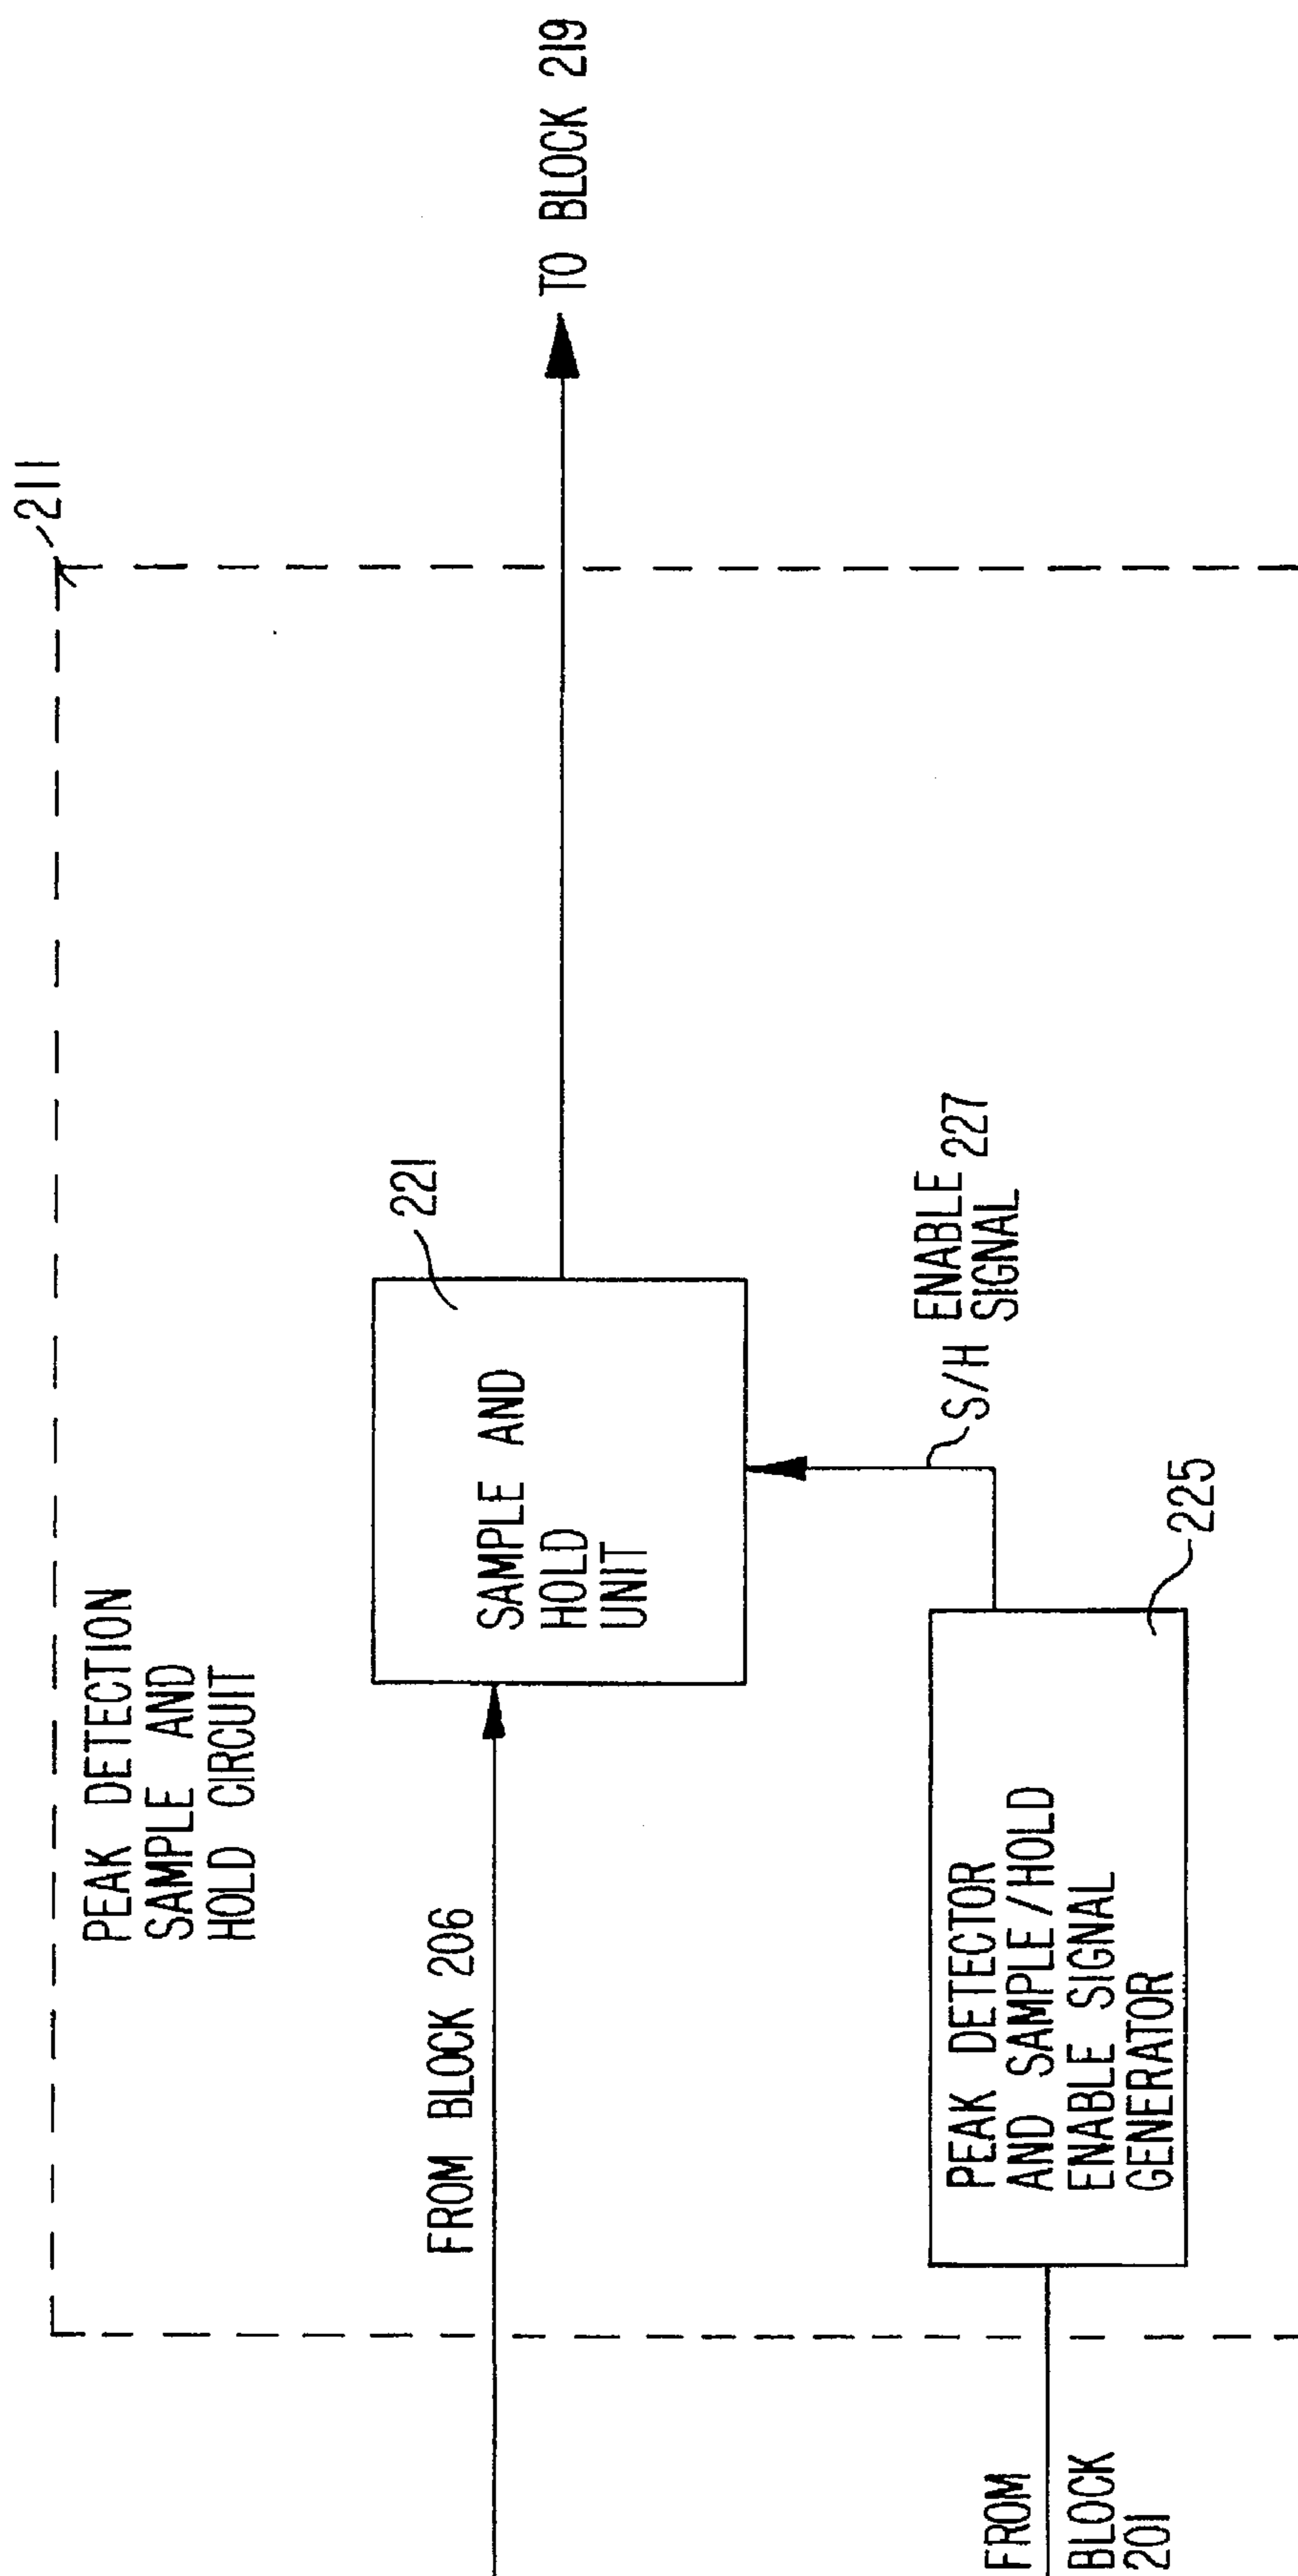 211
PEAK DETECTION
SAMPLE AND
HOLD CIRCUIT
FROM BLOCK 206
SAMPLE AND
HOLD
UNIT
221
TO BLOCK 219
S/H ENABLE 227
SIGNAL
FROM
BLOCK
201
PEAK DETECTOR
AND SAMPLE/HOLD
ENABLE SIGNAL
GENERATOR
225